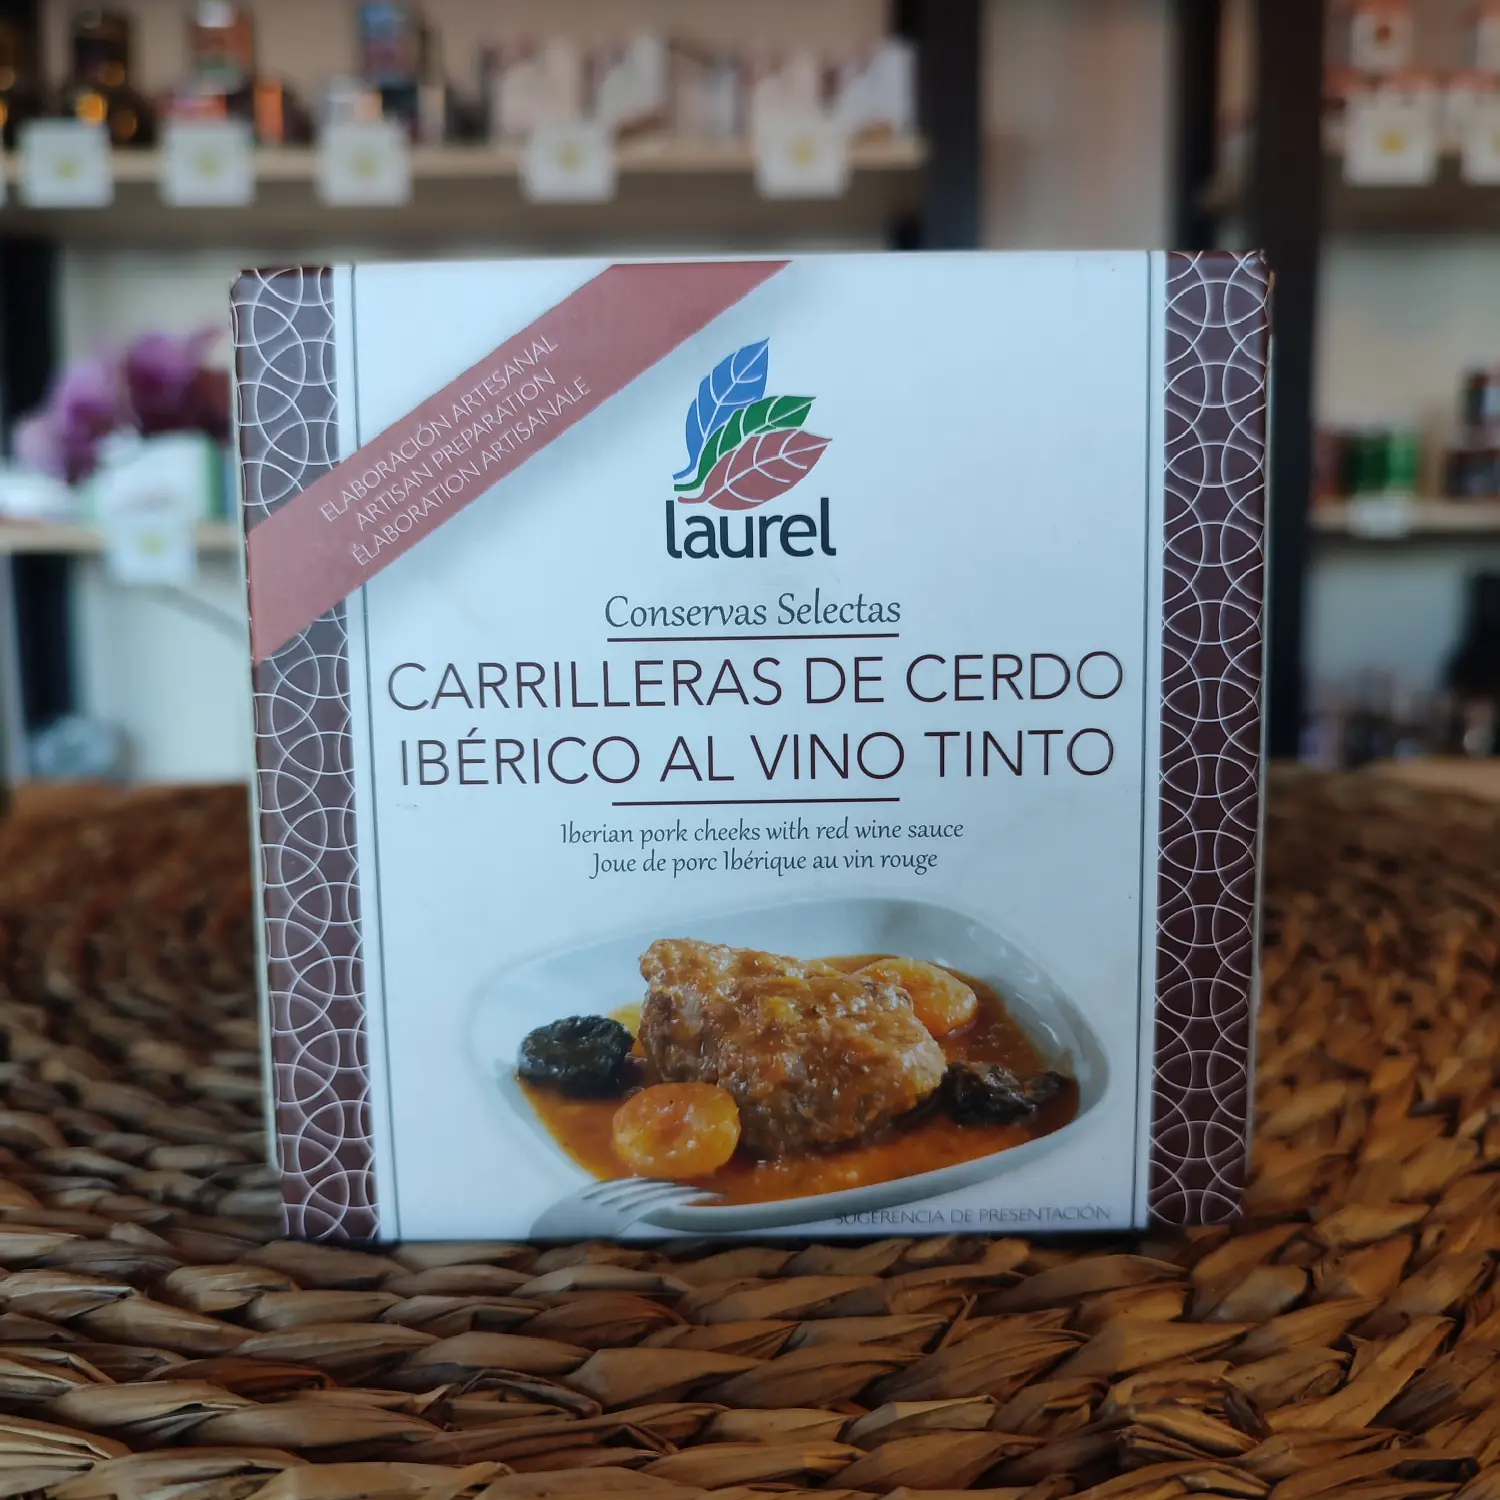 ELABORACIÓN ARTESANAL
ARTISAN PREPARATION
ÉLABORATION ARTISANALE
laurel
Conservas Selectas
CARRILLERAS DE CERDO
IBÉRICO AL VINO TINTO
Iberian pork cheeks with red wine sauce
Joue de porc Ibérique au vin rouge
SUGERENCIA DE PRESENTACIÓN